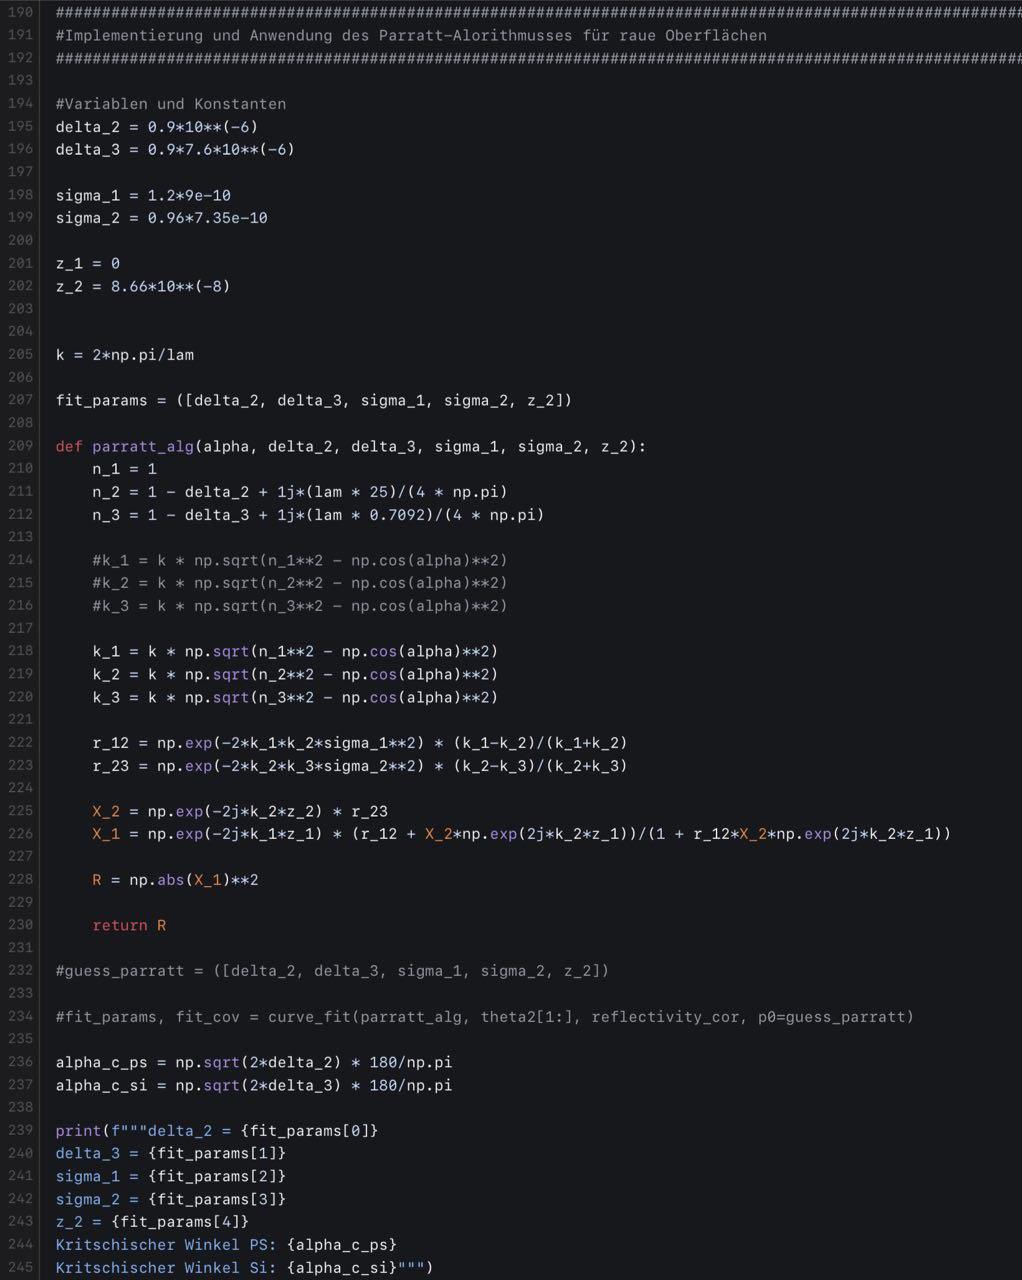 190 ####################################################################################################
191 #Implementierung und Anwendung des Parratt-Alorithmusses für raue Oberflächen
192 ####################################################################################################
193
194 #Variablen und Konstanten
195 delta_2 = 0.9*10**(-6)
196 delta_3 = 0.9*7.6*10**(-6)
197
198 sigma_1 = 1.2*9e-10
199 sigma_2 = 0.96*7.35e-10
200
201 z_1 = 0
202 z_2 = 8.66*10**(-8)
203
204
205 k = 2*np.pi/lam
206
207 fit_params = ([delta_2, delta_3, sigma_1, sigma_2, z_2])
208
209 def parratt_alg(alpha, delta_2, delta_3, sigma_1, sigma_2, z_2):
210     n_1 = 1
211     n_2 = 1 - delta_2 + 1j*(lam * 25)/(4 * np.pi)
212     n_3 = 1 - delta_3 + 1j*(lam * 0.7092)/(4 * np.pi)
213
214     #k_1 = k * np.sqrt(n_1**2 - np.cos(alpha)**2)
215     #k_2 = k * np.sqrt(n_2**2 - np.cos(alpha)**2)
216     #k_3 = k * np.sqrt(n_3**2 - np.cos(alpha)**2)
217
218     k_1 = k * np.sqrt(n_1**2 - np.cos(alpha)**2)
219     k_2 = k * np.sqrt(n_2**2 - np.cos(alpha)**2)
220     k_3 = k * np.sqrt(n_3**2 - np.cos(alpha)**2)
221
222     r_12 = np.exp(-2*k_1*k_2*sigma_1**2) * (k_1-k_2)/(k_1+k_2)
223     r_23 = np.exp(-2*k_2*k_3*sigma_2**2) * (k_2-k_3)/(k_2+k_3)
224
225     X_2 = np.exp(-2j*k_2*z_2) * r_23
226     X_1 = np.exp(-2j*k_1*z_1) * (r_12 + X_2*np.exp(2j*k_2*z_1))/(1 + r_12*X_2*np.exp(2j*k_2*z_1))
227
228     R = np.abs(X_1)**2
229
230     return R
231
232 #guess_parratt = ([delta_2, delta_3, sigma_1, sigma_2, z_2])
233
234 #fit_params, fit_cov = curve_fit(parratt_alg, theta2[1:], reflectivity_cor, p0=guess_parratt)
235
236 alpha_c_ps = np.sqrt(2*delta_2) * 180/np.pi
237 alpha_c_si = np.sqrt(2*delta_3) * 180/np.pi
238
239 print(f"""delta_2 = {fit_params[0]}
240 delta_3 = {fit_params[1]}
241 sigma_1 = {fit_params[2]}
242 sigma_2 = {fit_params[3]}
243 z_2 = {fit_params[4]}
244 Kritschischer Winkel PS: {alpha_c_ps}
245 Kritschischer Winkel Si: {alpha_c_si}""")